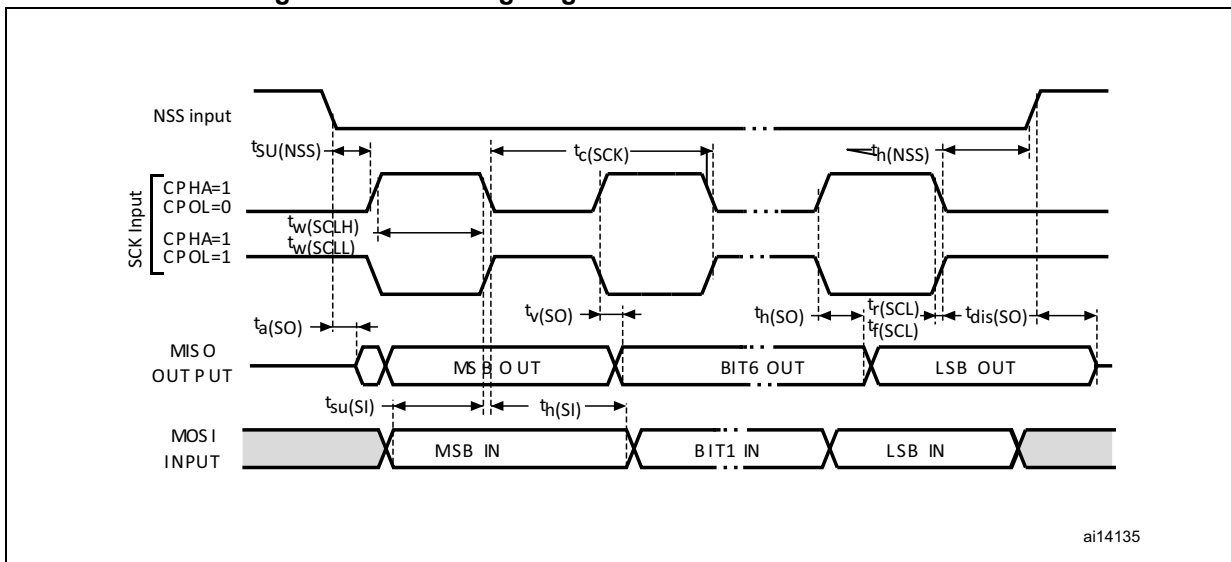 NSS input
tSU(NSS)
tc(SCK)
th(NSS)
SCK Input
CPHA=1
CPOL=0
tw(SCLH)
tw(SCLL)
CPHA=1
CPOL=1
ta(SO)
tv(SO)
th(SO)
tr(SCL)
tf(SCL)
tdis(SO)
MISO
OUTPUT
MSB OUT
BIT6 OUT
LSB OUT
tsu(SI)
th(SI)
MOSI
INPUT
MSB IN
BIT1 IN
LSB IN
ai14135